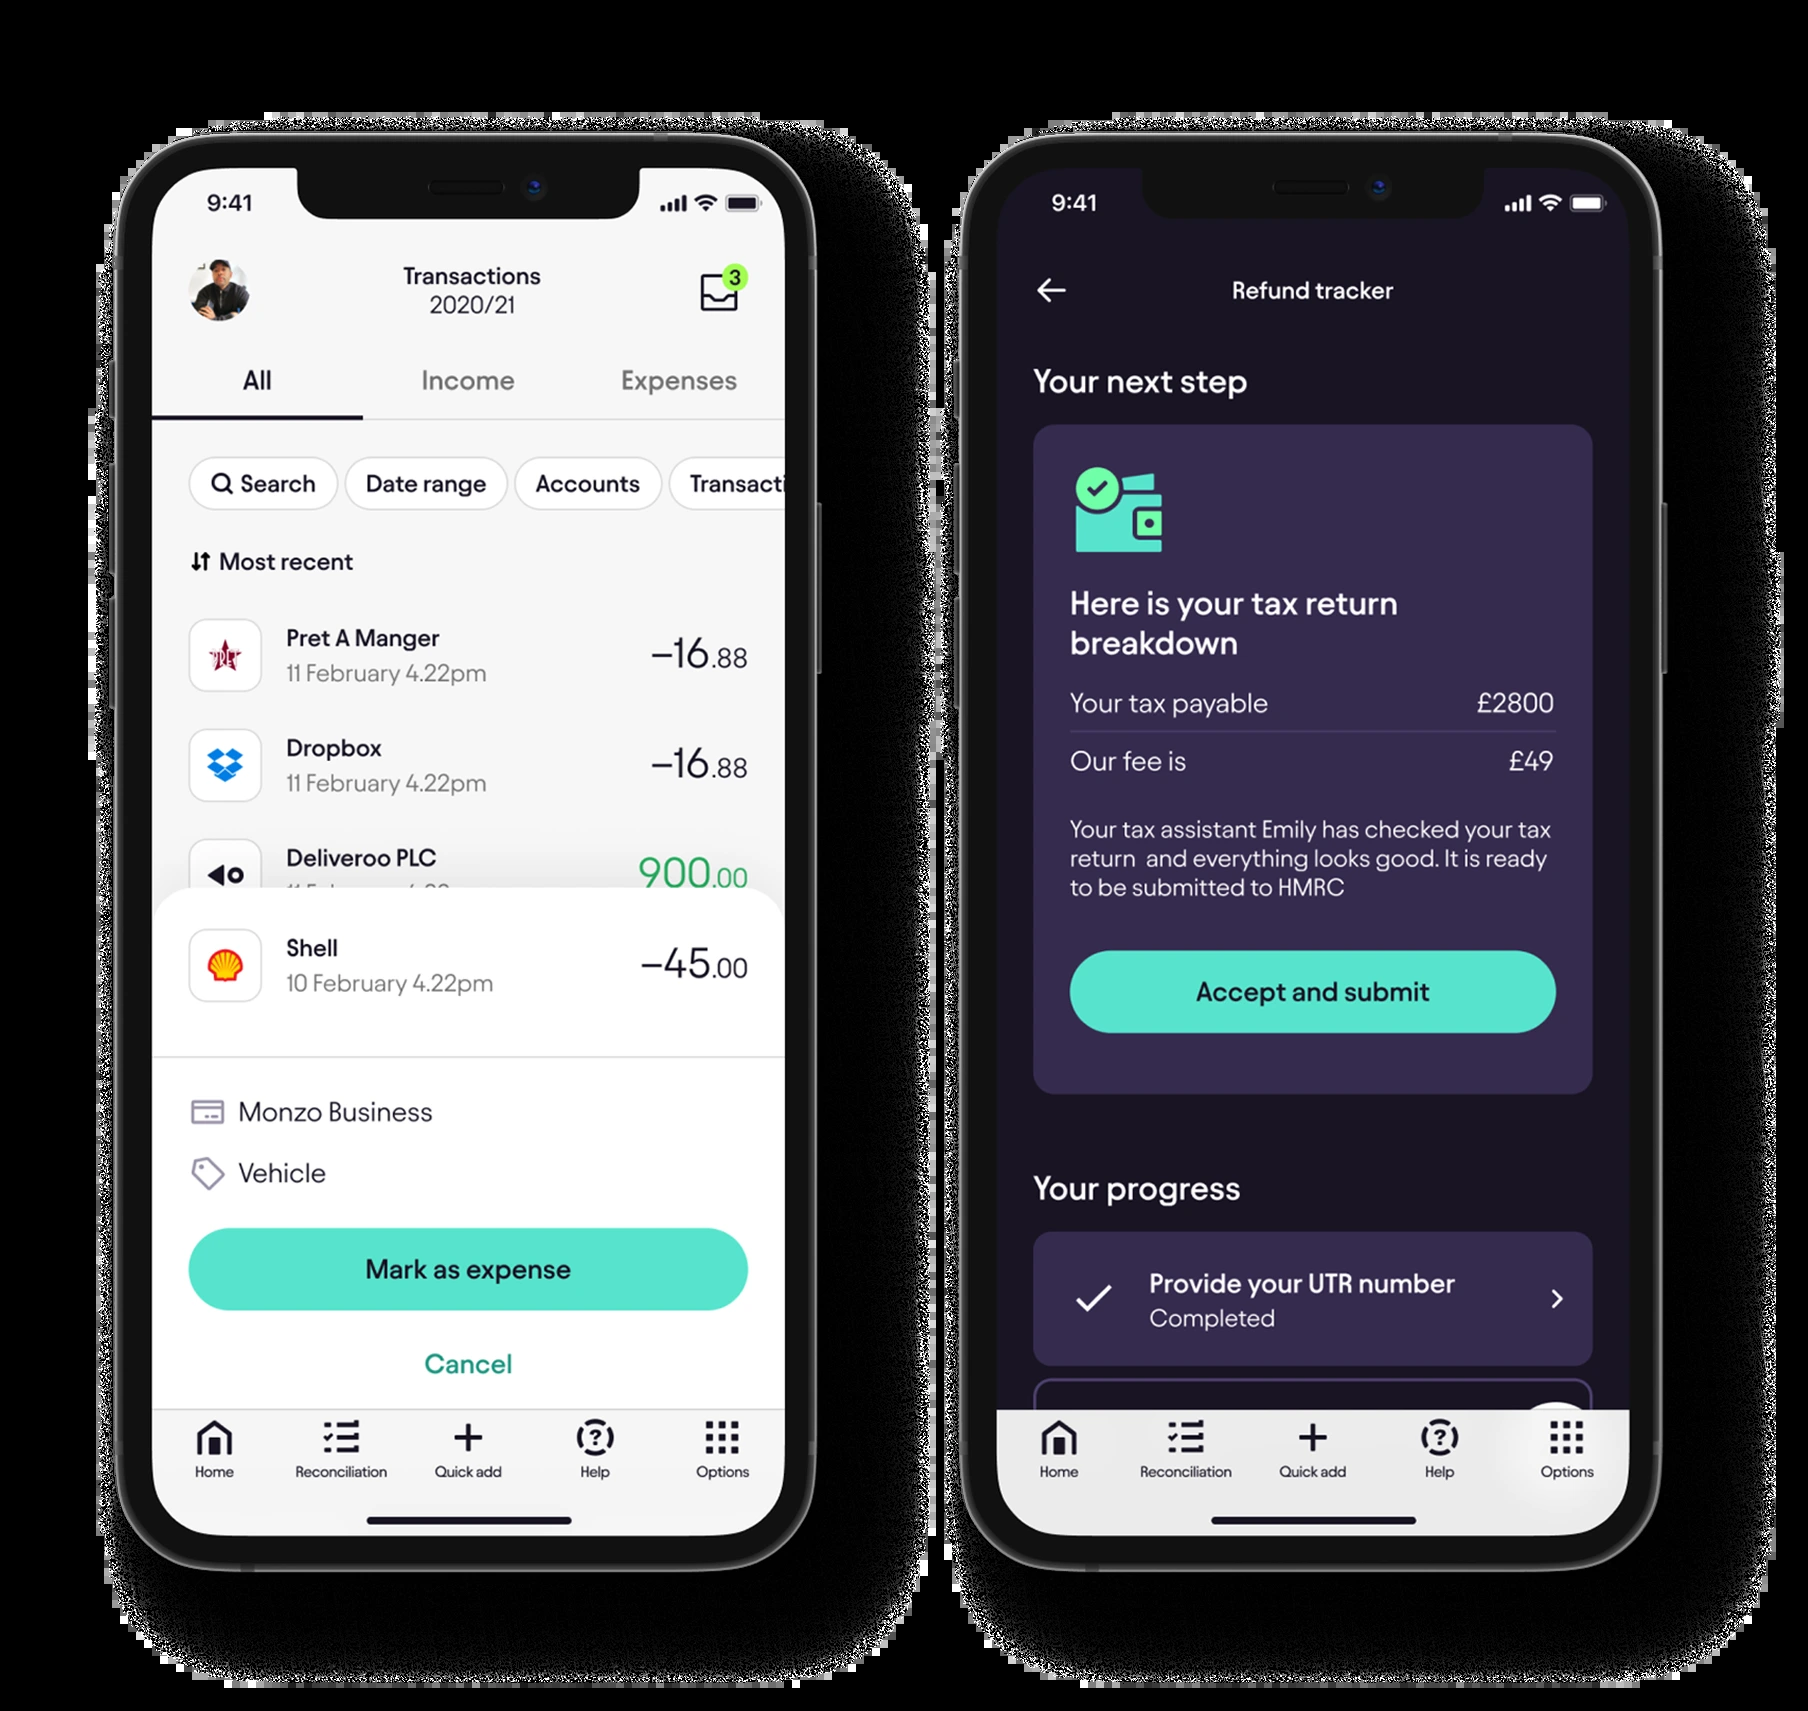 9:41
Transactions
2020/21
3
All
Income
Expenses
Search
Date range
Accounts
Transacti
Most recent
PRET
Pret A Manger
−16.88
11 February 4.22pm
Dropbox
−16.88
11 February 4.22pm
Deliveroo PLC
900.00
Shell
−45.00
10 February 4.22pm
Monzo Business
Vehicle
Mark as expense
Cancel
Home
Reconciliation
Quick add
Help
Options
9:41
Refund tracker
Your next step
Here is your tax return
breakdown
Your tax payable
£2800
Our fee is
£49
Your tax assistant Emily has checked your tax
return and everything looks good. It is ready
to be submitted to HMRC
Accept and submit
Your progress
Provide your UTR number
Completed
Home
Reconciliation
Quick add
Help
Options